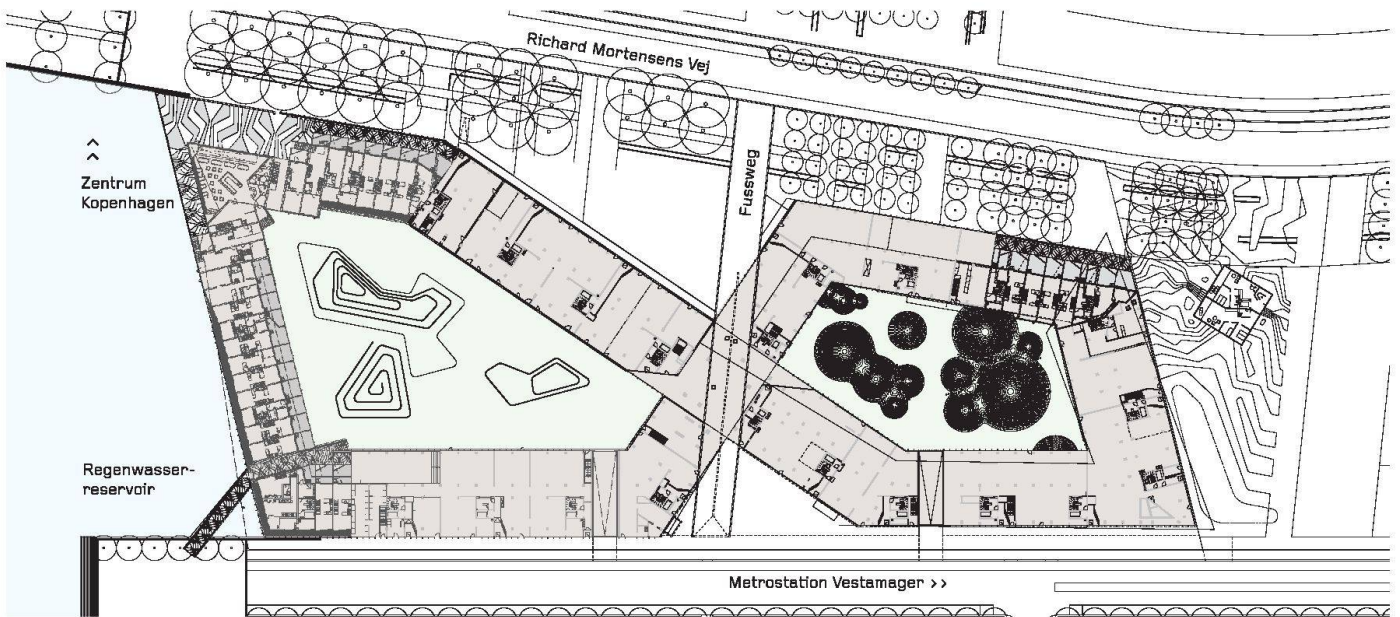 Richard Mortensens Vej
Zentrum
Kopenhagen
Fussweg
Regenwasser-
reservoir
Metrostation Vestamager >>